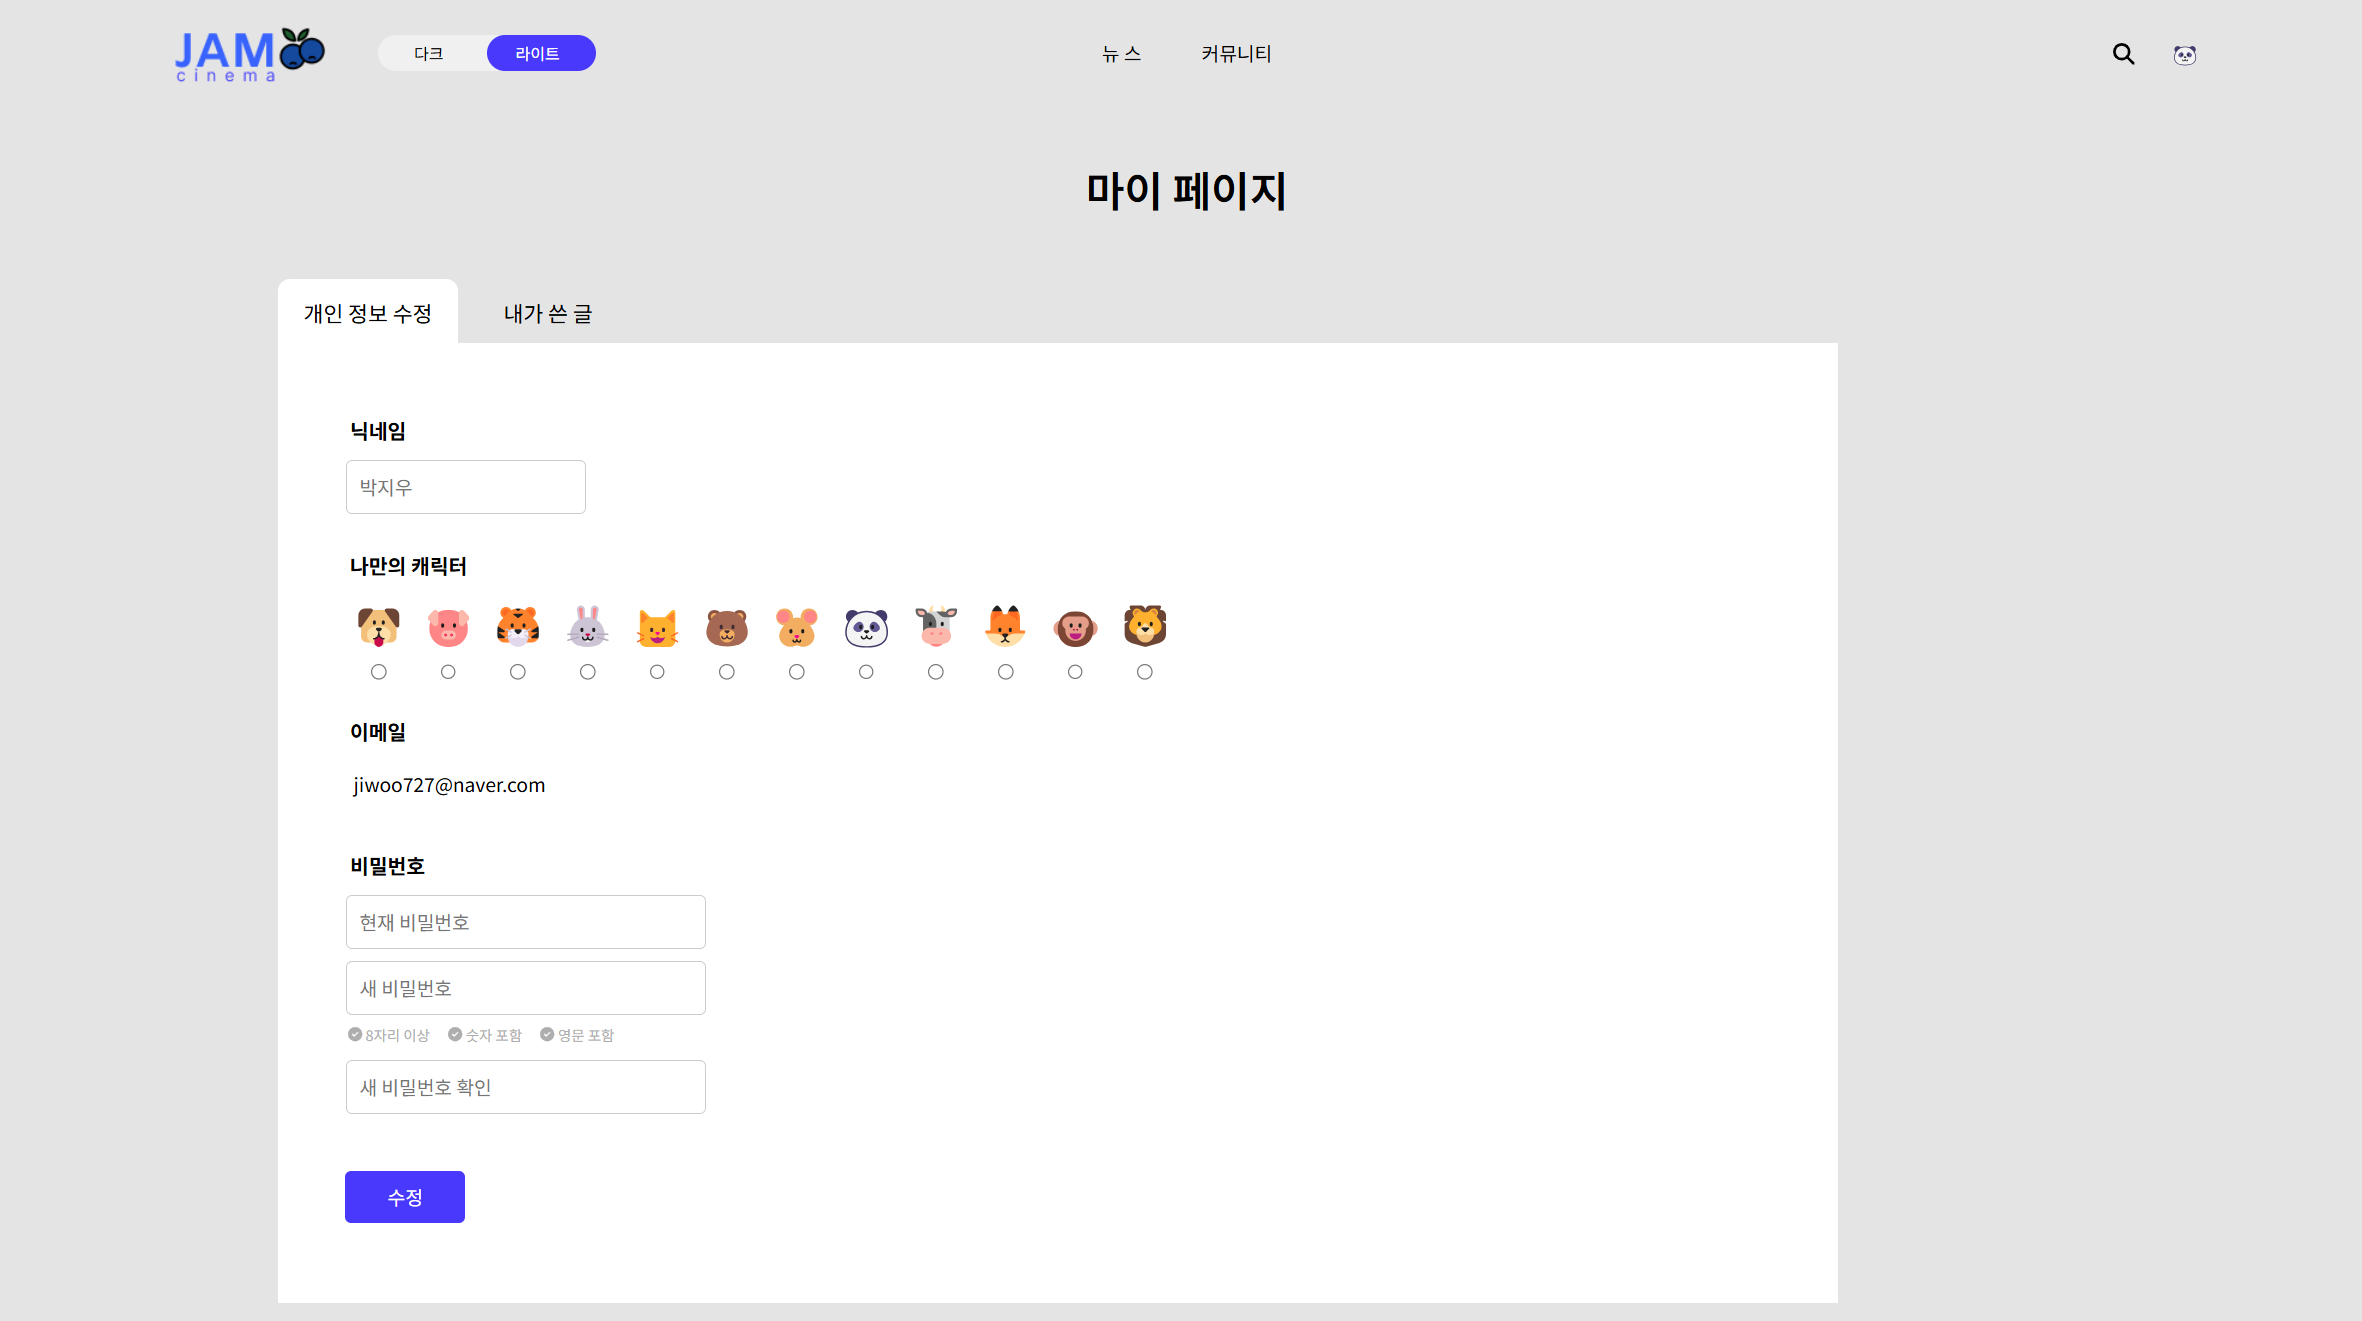 JAM
cinema
다크 라이트
뉴 스 커뮤니티
마이 페이지
개인 정보 수정 내가 쓴 글
닉네임
박지우
나만의 캐릭터
이메일
jiwoo727@naver.com
비밀번호
현재 비밀번호
새 비밀번호
8자리 이상 숫자 포함 영문 포함
새 비밀번호 확인
수정